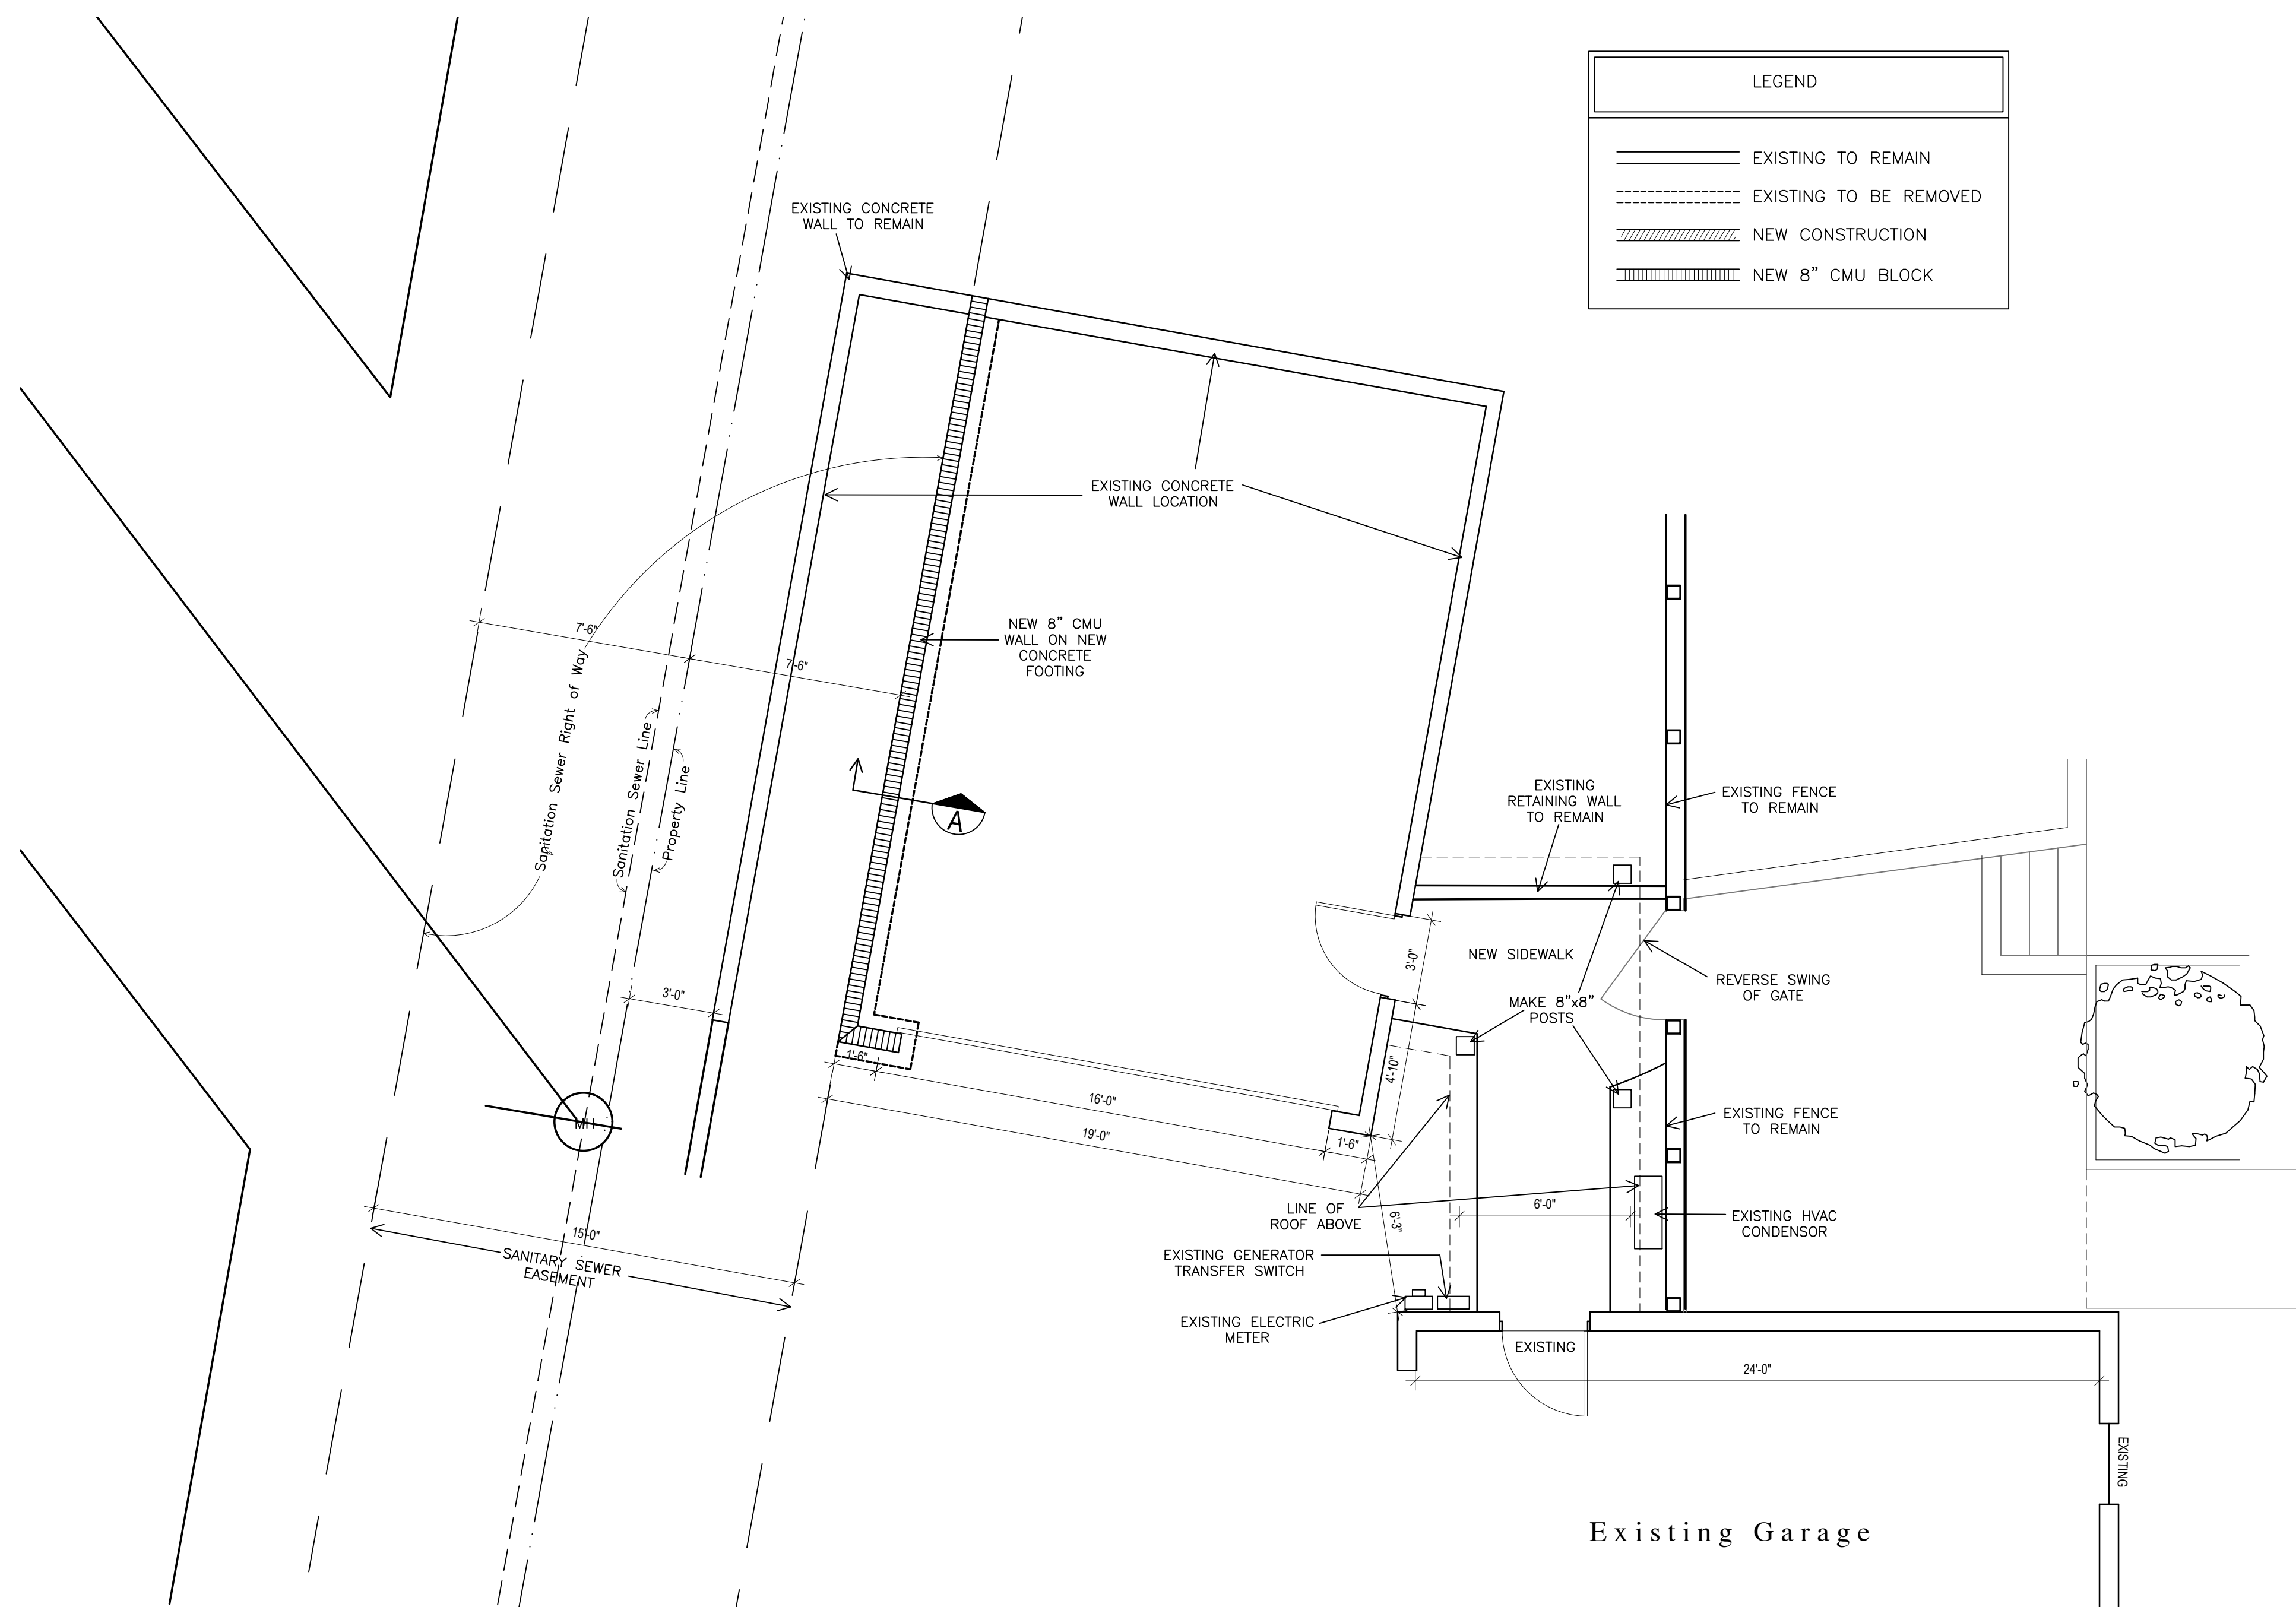 LEGEND
EXISTING TO REMAIN
EXISTING TO BE REMOVED
NEW CONSTRUCTION
NEW 8” CMU BLOCK
EXISTING CONCRETE
WALL TO REMAIN
EXISTING CONCRETE
WALL LOCATION
NEW 8” CMU
WALL ON NEW
CONCRETE
FOOTING
7'-6"
7'-6"
Sanitation Sewer Right of Way
Sanitation Sewer Line
Property Line
A
EXISTING
RETAINING WALL
TO REMAIN
EXISTING FENCE
TO REMAIN
3'-0"
NEW SIDEWALK
REVERSE SWING
OF GATE
MAKE 8”x8”
POSTS
3'-0"
4'-10"
1'-6"
16'-0"
19'-0"
1'-6"
MH
EXISTING FENCE
TO REMAIN
LINE OF
ROOF ABOVE
6'-3"
6'-0"
EXISTING HVAC
CONDENSOR
15'-0"
SANITARY SEWER
EASEMENT
EXISTING GENERATOR
TRANSFER SWITCH
EXISTING ELECTRIC
METER
EXISTING
24'-0"
EXISTING
Existing Garage